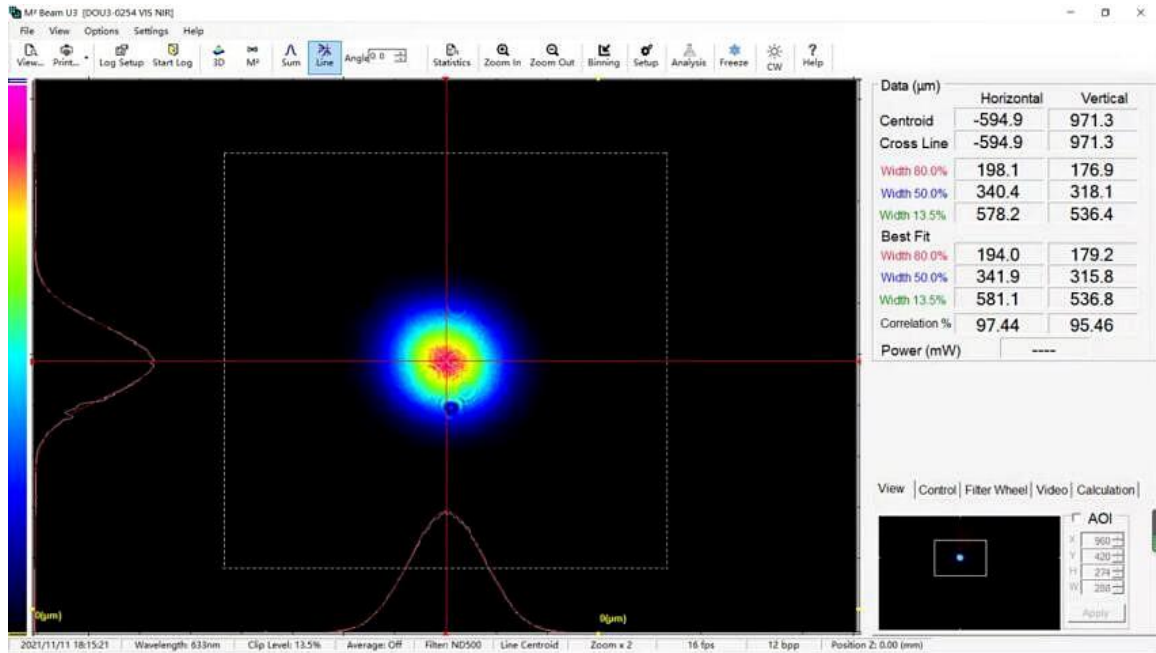 M² Beam U3 [DOU3-0254 VIS NIR]
File View Options Settings Help
View... Print... Log Setup Start Log 3D M² Sum Line Angle 0.0 Statistics Zoom In Zoom Out Binning Setup Analysis Freeze CW Help
Data (µm)
Horizontal Vertical
Centroid -594.9 971.3
Cross Line -594.9 971.3
Width 80.0% 198.1 176.9
Width 50.0% 340.4 318.1
Width 13.5% 578.2 536.4
Best Fit
Width 80.0% 194.0 179.2
Width 50.0% 341.9 315.8
Width 13.5% 581.1 536.8
Correlation % 97.44 95.46
Power (mW) ----
View Control Filter Wheel Video Calculation
AOI
X 960
Y 420
H 274
W 288
Apply
0(µm) 0(µm)
2021/11/11 18:15:21 Wavelength: 633nm Clip Level: 13.5% Average: Off Filter: ND500 Line Centroid Zoom x 2 16 fps 12 bpp Position Z: 0.00 (mm)